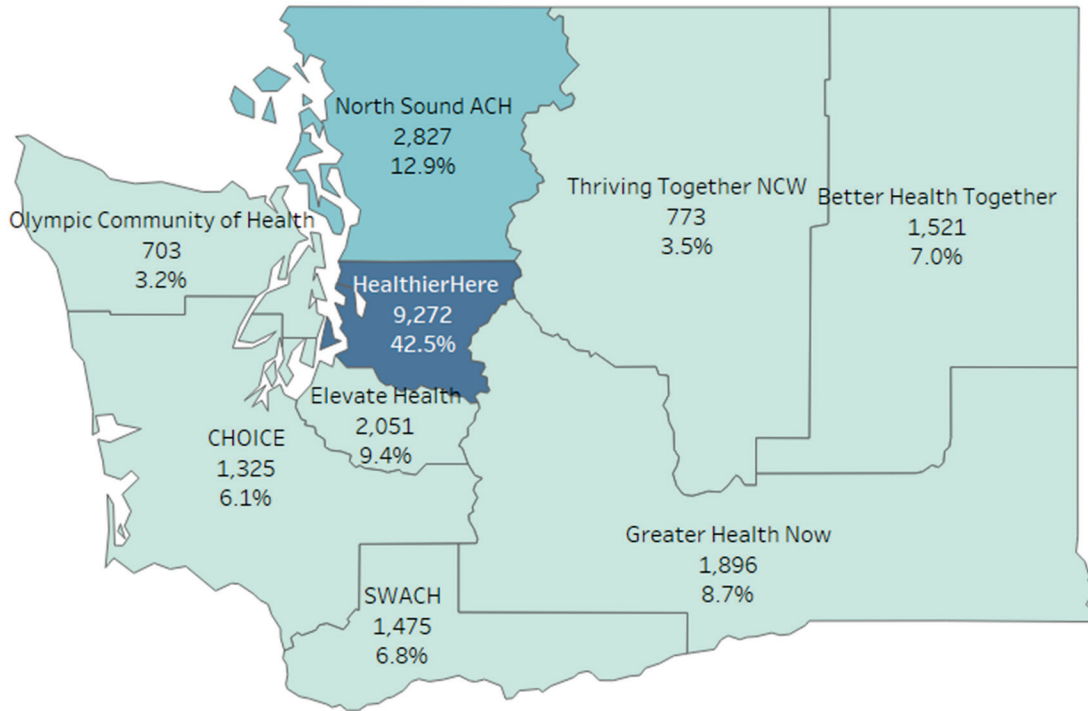 North Sound ACH
2,827
12.9%
Thriving Together NCW
773
3.5%
Better Health Together
1,521
7.0%
Olympic Community of Health
703
3.2%
HealthierHere
9,272
42.5%
Elevate Health
2,051
9.4%
CHOICE
1,325
6.1%
Greater Health Now
1,896
8.7%
SWACH
1,475
6.8%